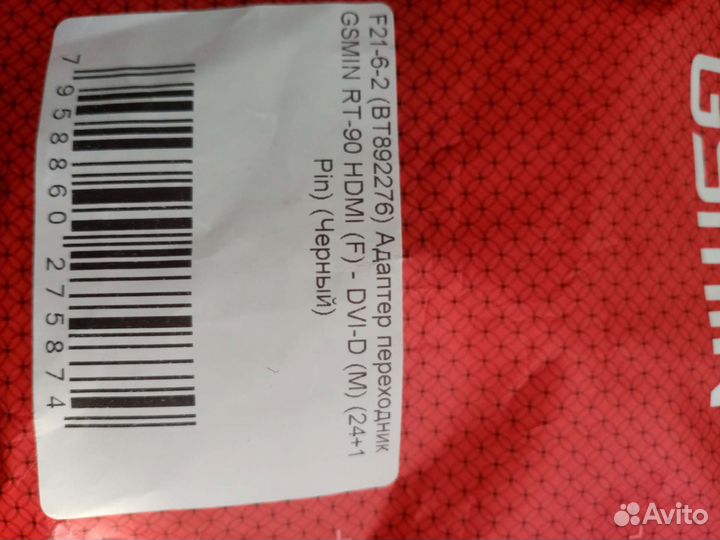 F21-6-2 (BT892276) Адаптер переходник
GSMIN RT-90 HDMI (F) - DVI-D (M) (24+1
Pin) (Черный)
7 958860 275874
GSMIN
Avito